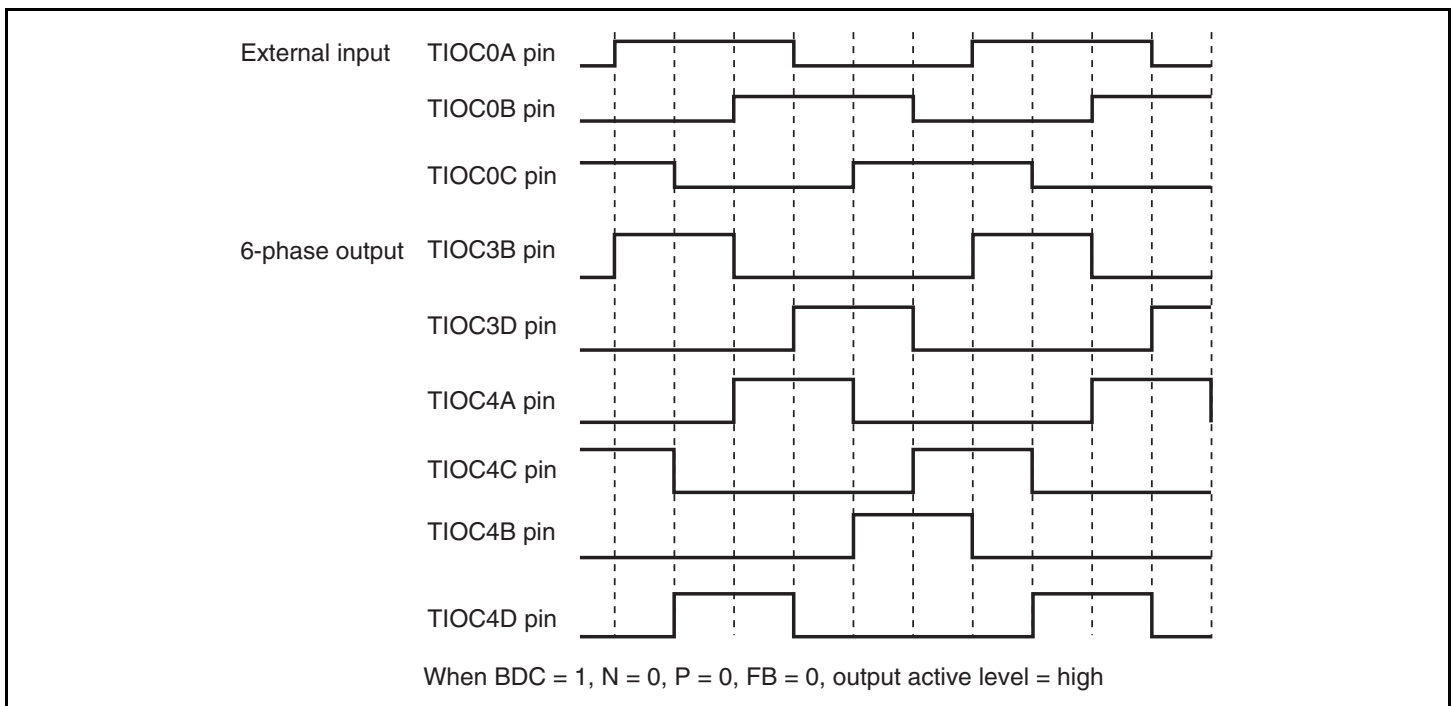 External input TIOC0A pin
TIOC0B pin
TIOC0C pin
6-phase output TIOC3B pin
TIOC3D pin
TIOC4A pin
TIOC4C pin
TIOC4B pin
TIOC4D pin
When BDC = 1, N = 0, P = 0, FB = 0, output active level = high